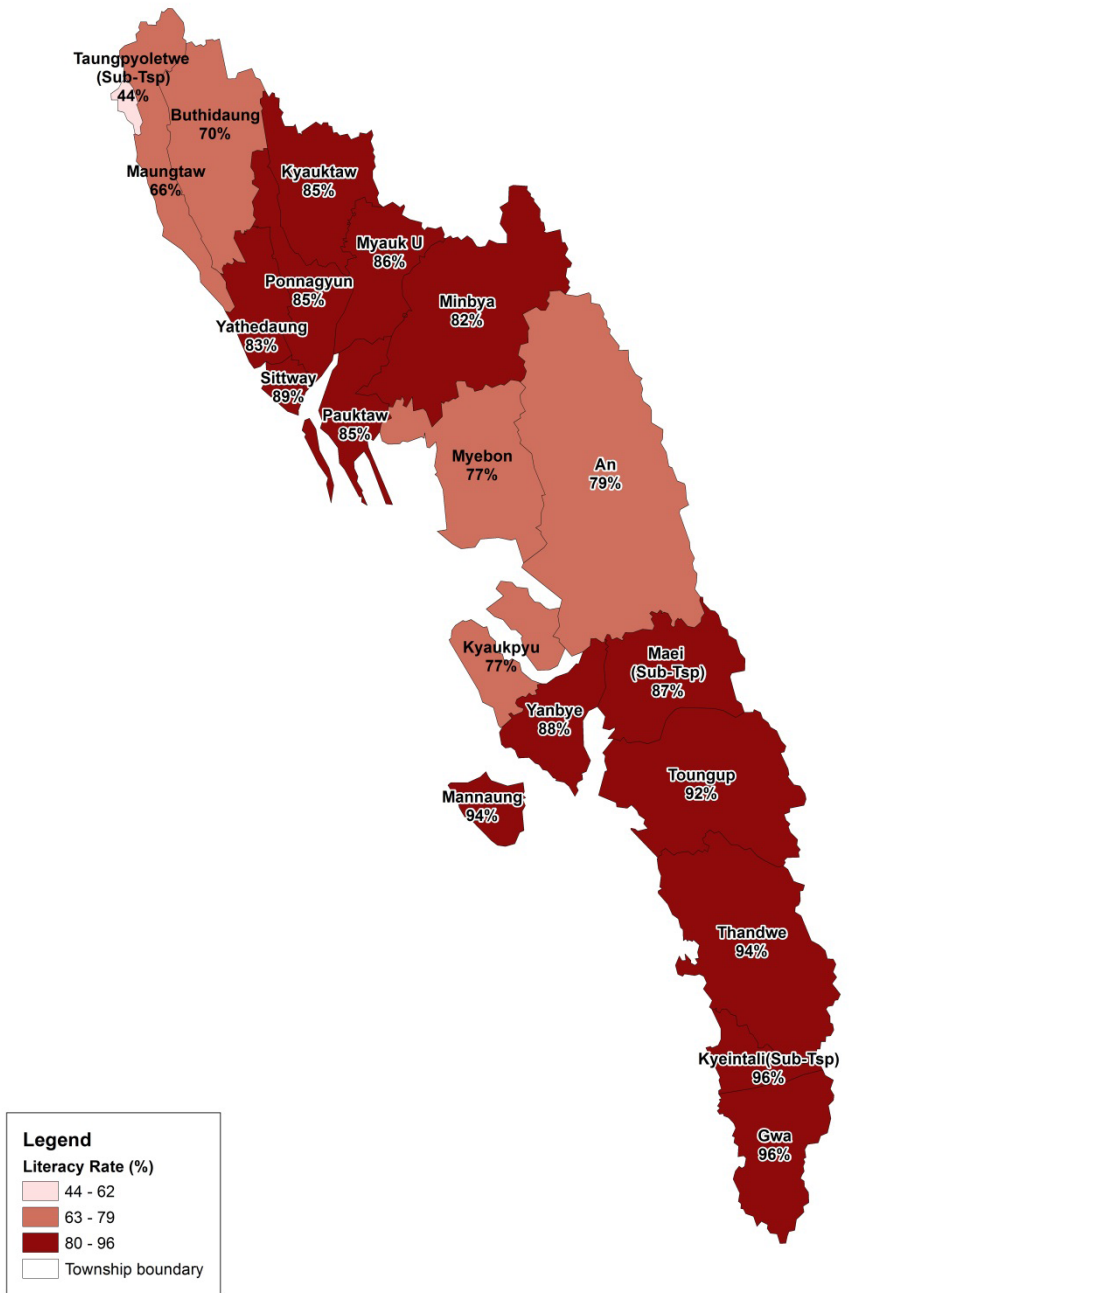 Taungpyoletwe
(Sub-Tsp)
44%
Buthidaung
70%
Maungtaw
66%
Kyauktaw
85%
Myauk U
86%
Ponnagyun
85%
Minbya
82%
Yathedaung
83%
Sittway
89%
Pauktaw
85%
Myebon
77%
An
79%
Kyaukpyu
77%
Maei
(Sub-Tsp)
87%
Yanbye
88%
Toungup
92%
Mannaung
94%
Thandwe
94%
Kyeintali(Sub-Tsp)
96%
Gwa
96%
Legend
Literacy Rate (%)
44 - 62
63 - 79
80 - 96
Township boundary